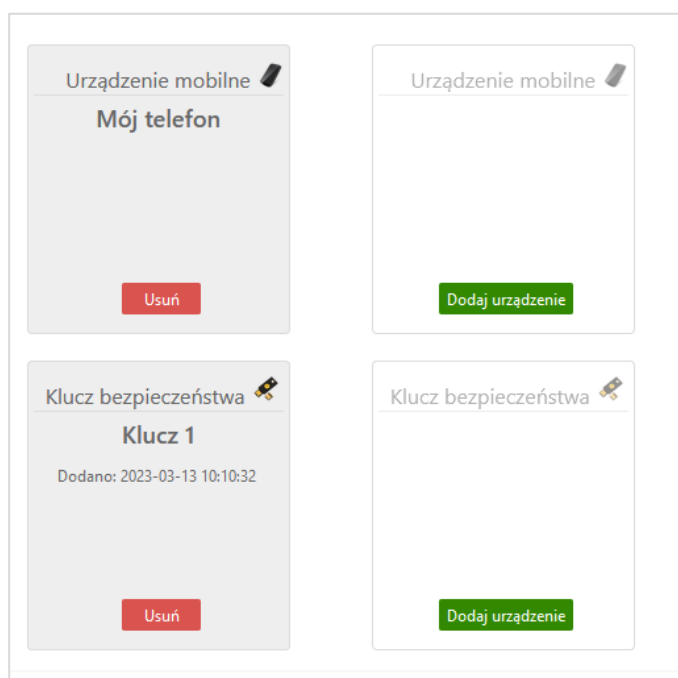 Urządzenie mobilne
Mój telefon
Usuń
Urządzenie mobilne
Dodaj urządzenie
Klucz bezpieczeństwa
Klucz 1
Dodano: 2023-03-13 10:10:32
Usuń
Klucz bezpieczeństwa
Dodaj urządzenie